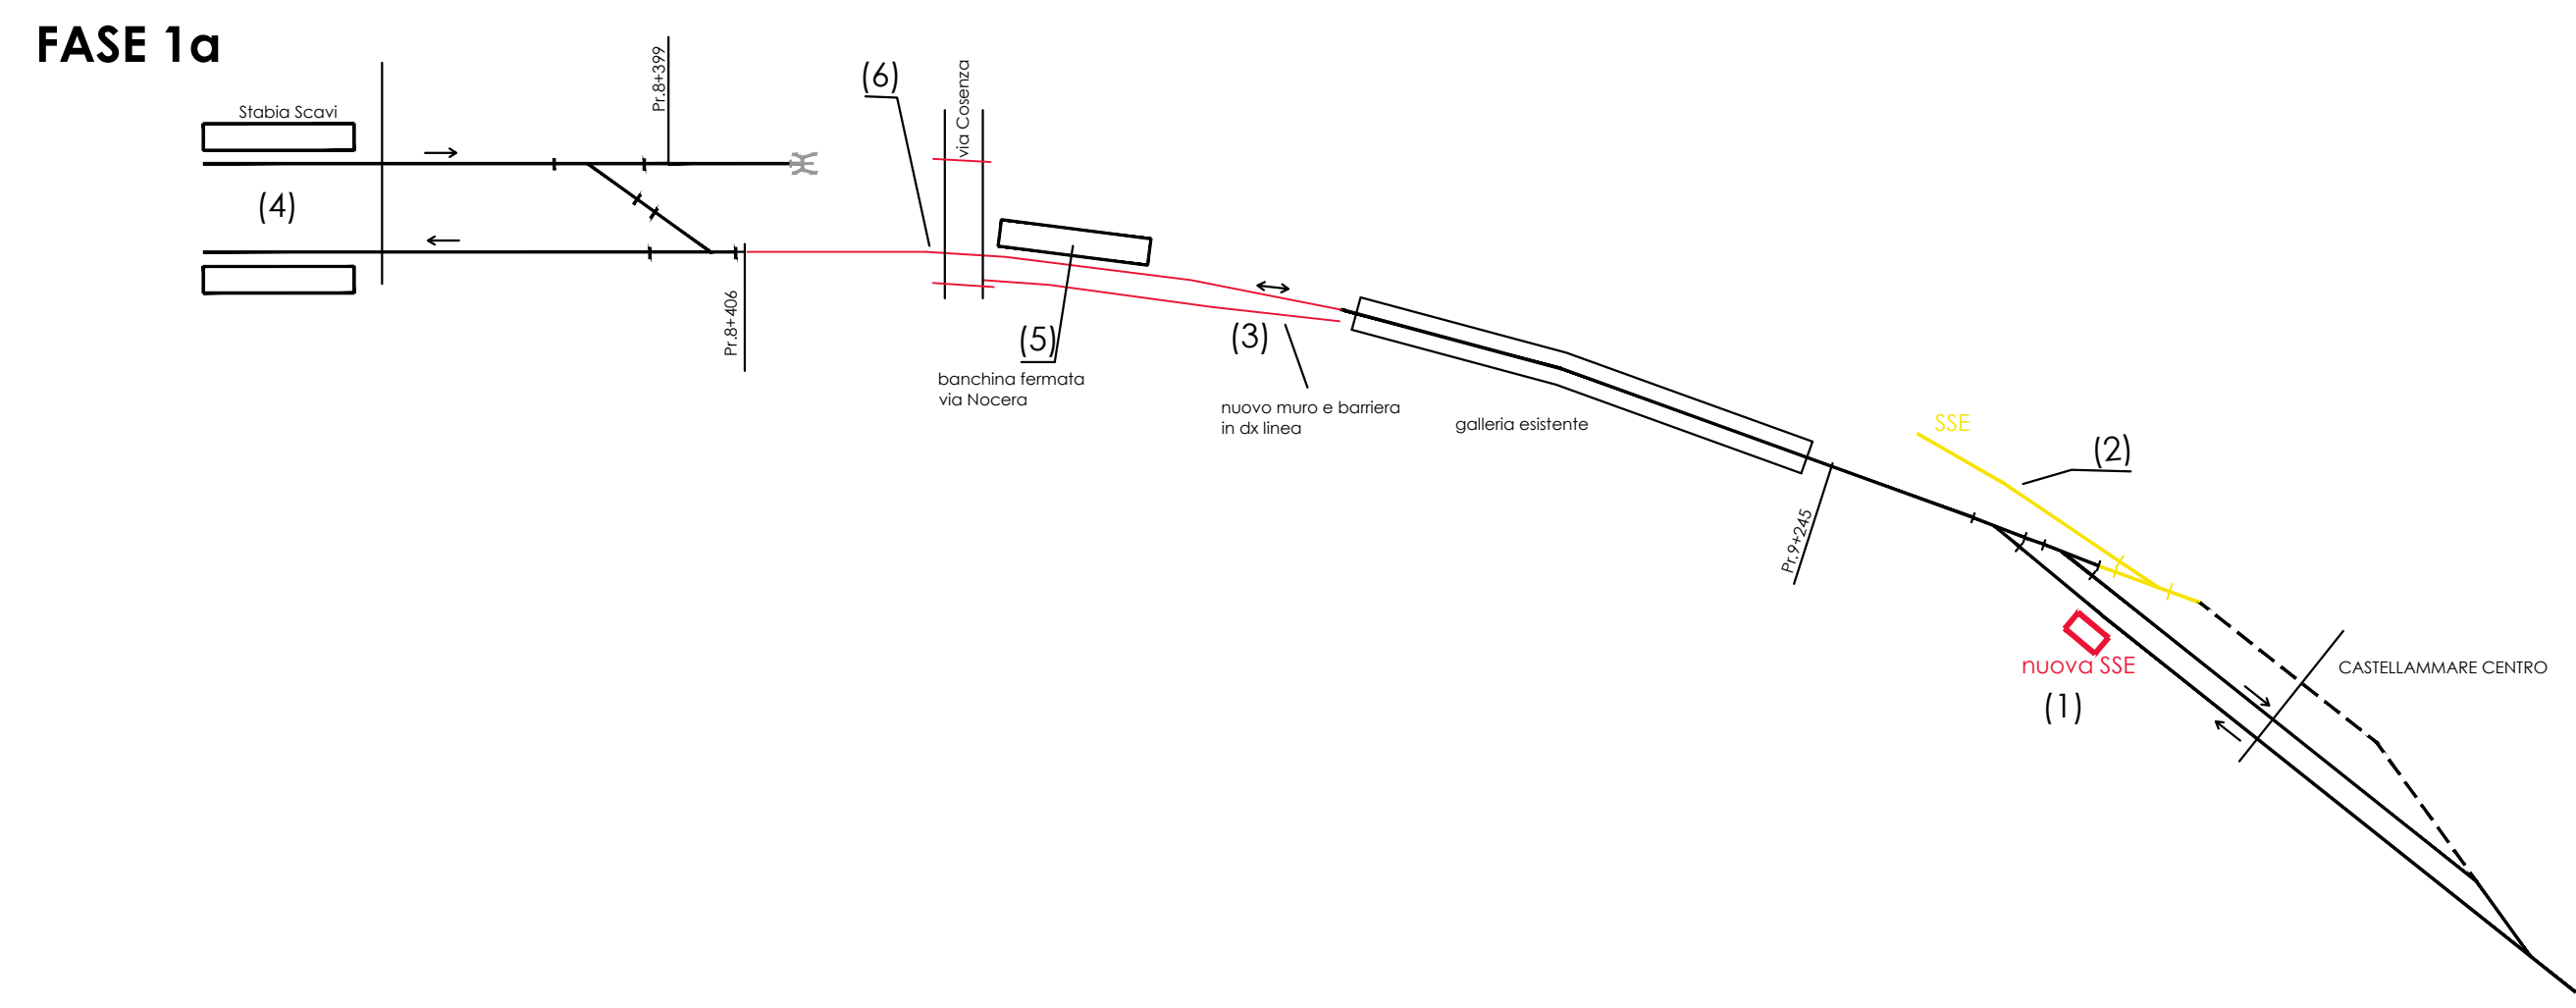 FASE 1a
Stabia Scavi
Pr.8+399
(6)
via Cosenza
(4)
Pr.8+406
(5)
banchina fermata
via Nocera
(3)
nuovo muro e barriera
in dx linea
galleria esistente
SSE
(2)
Pr.9+245
nuova SSE
(1)
CASTELLAMMARE CENTRO